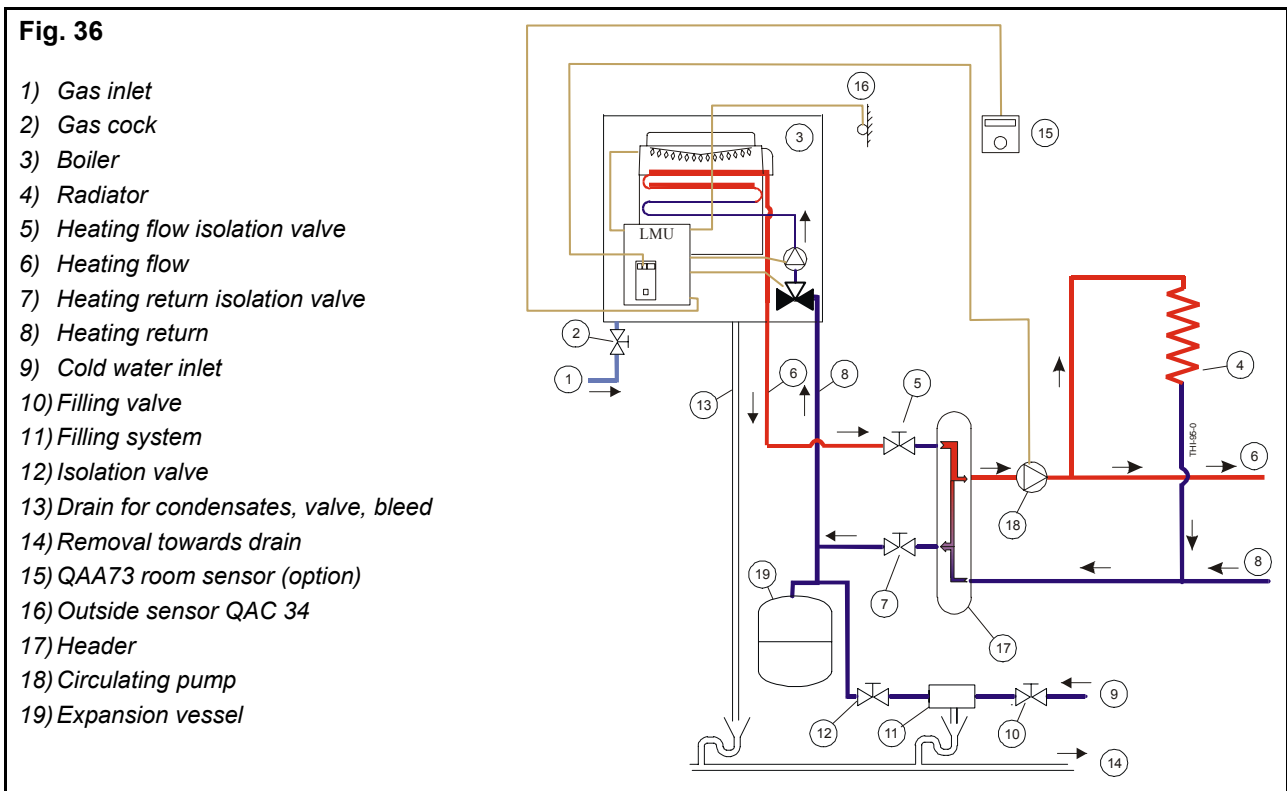 Fig. 36
1) Gas inlet
2) Gas cock
3) Boiler
4) Radiator
5) Heating flow isolation valve
6) Heating flow
7) Heating return isolation valve
8) Heating return
9) Cold water inlet
10) Filling valve
11) Filling system
12) Isolation valve
13) Drain for condensates, valve, bleed
14) Removal towards drain
15) QAA73 room sensor (option)
16) Outside sensor QAC 34
17) Header
18) Circulating pump
19) Expansion vessel
16
3
15
LMU
2
1
13
6
8
5
4
THI-95-0
6
18
8
19
7
17
9
12
11
10
14